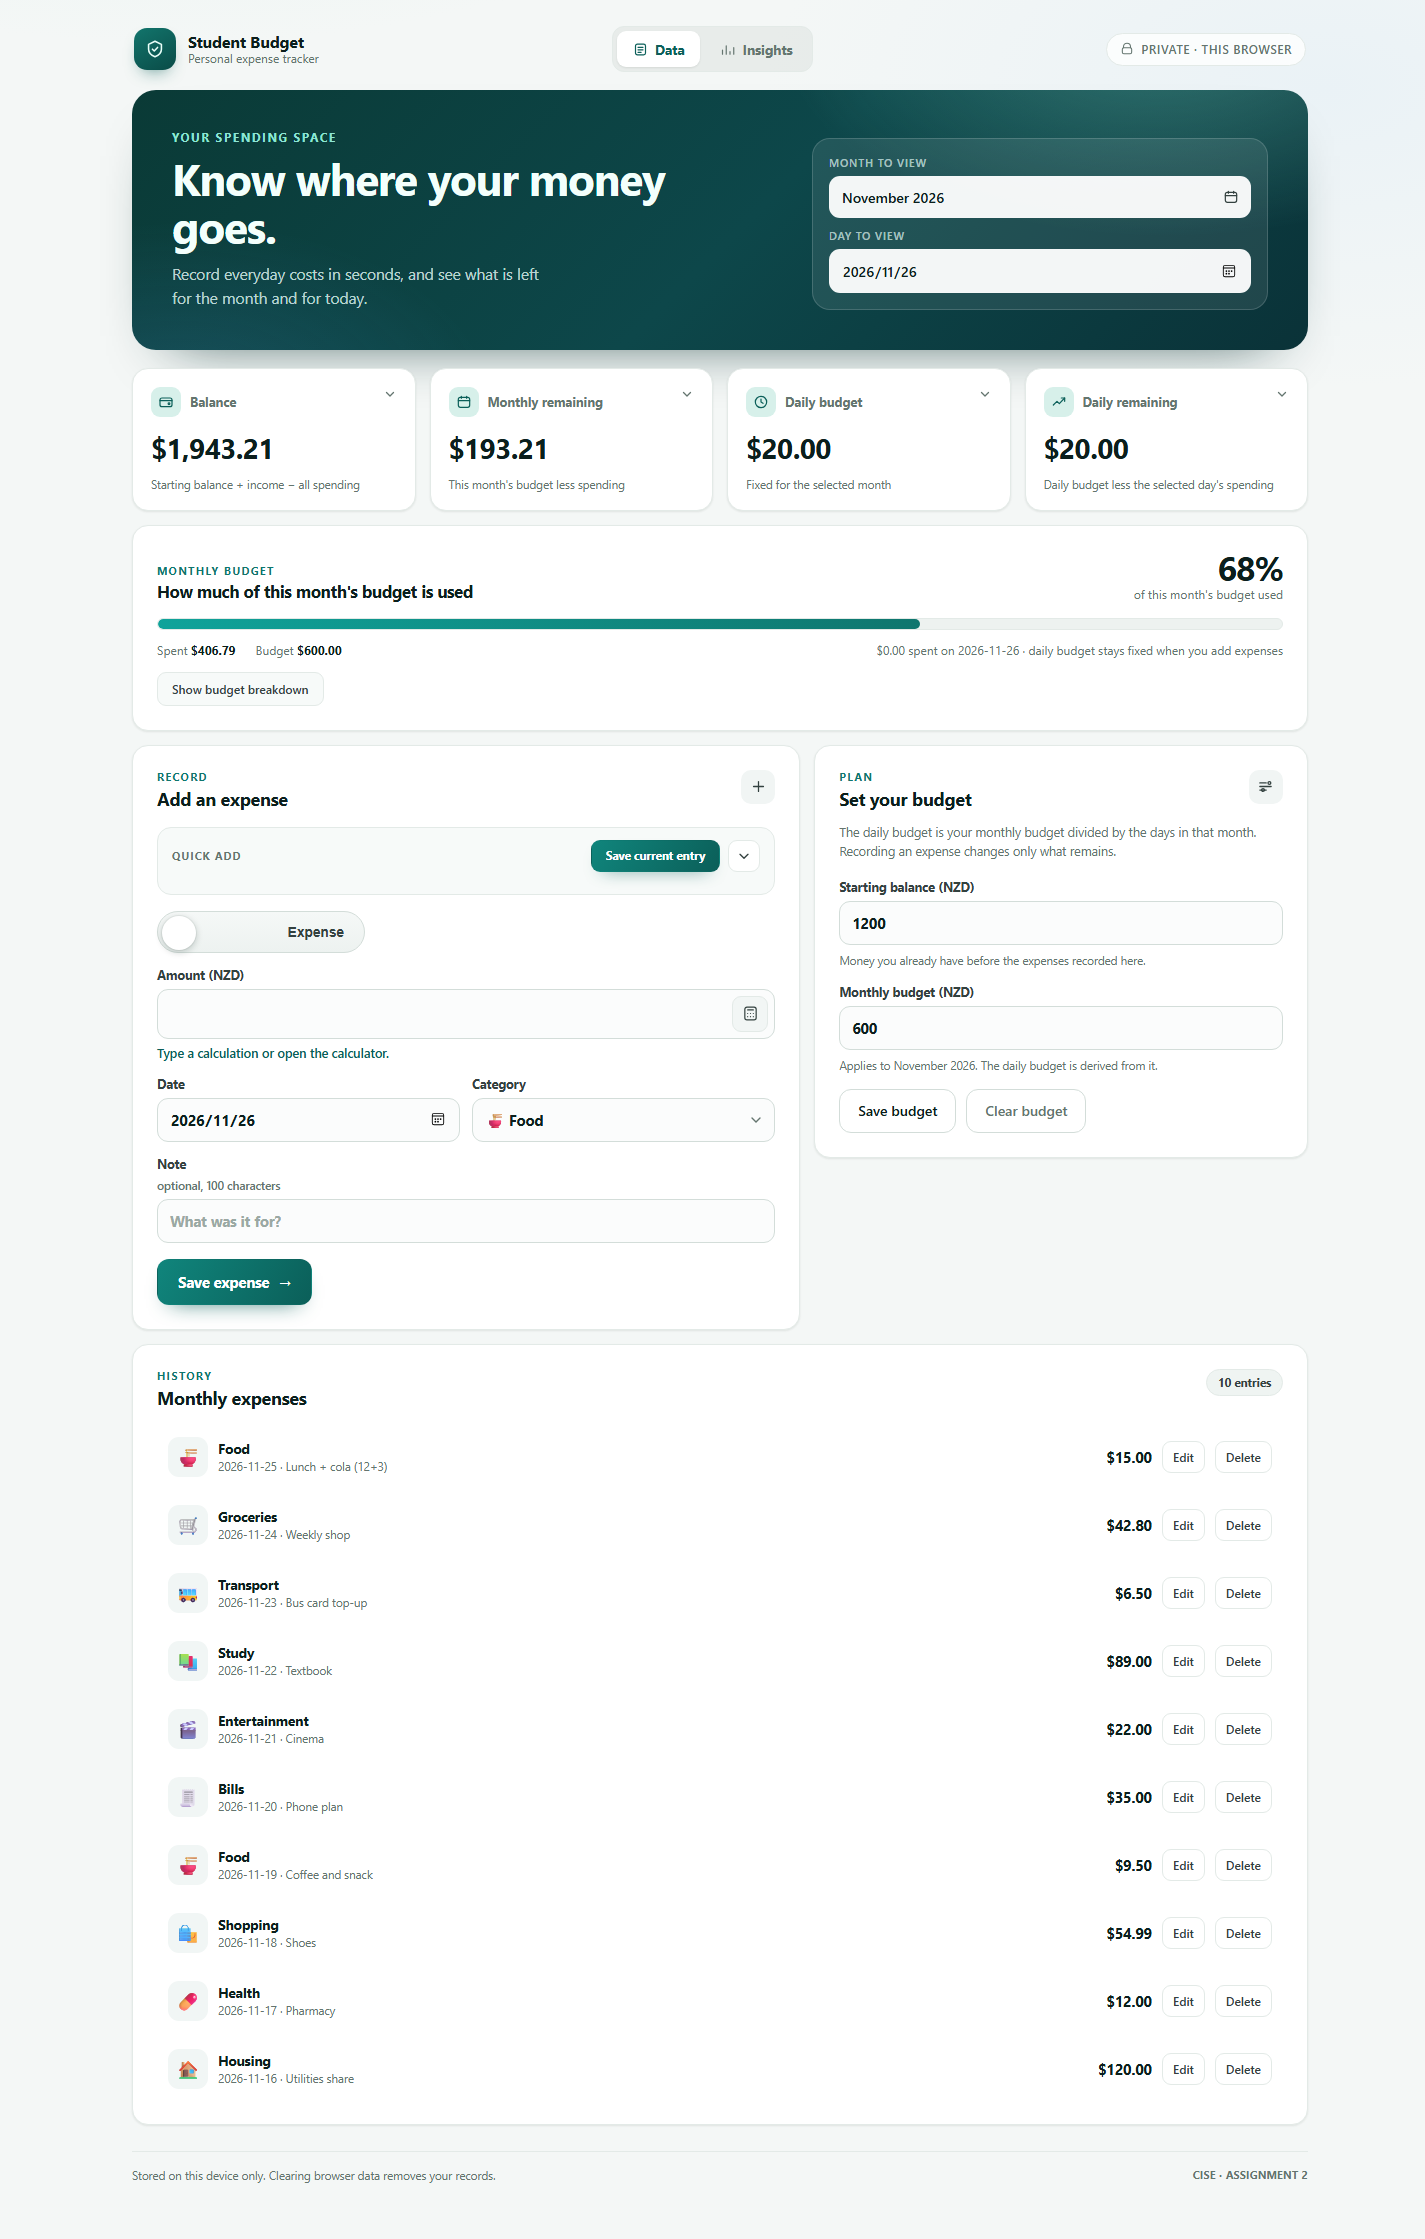 Student Budget
Personal expense tracker
Data
Insights
PRIVATE · THIS BROWSER
YOUR SPENDING SPACE
Know where your money
goes.
Record everyday costs in seconds, and see what is left
for the month and for today.
MONTH TO VIEW
November 2026
DAY TO VIEW
2026/11/26
Balance
$1,943.21
Starting balance + income − all spending
Monthly remaining
$193.21
This month's budget less spending
Daily budget
$20.00
Fixed for the selected month
Daily remaining
$20.00
Daily budget less the selected day's spending
MONTHLY BUDGET
How much of this month's budget is used
68%
of this month's budget used
Spent $406.79 Budget $600.00
$0.00 spent on 2026-11-26 · daily budget stays fixed when you add expenses
Show budget breakdown
RECORD
Add an expense
QUICK ADD
Save current entry
Expense
Amount (NZD)
Type a calculation or open the calculator.
Date
2026/11/26
Category
Food
Note
optional, 100 characters
What was it for?
Save expense →
PLAN
Set your budget
The daily budget is your monthly budget divided by the days in that month.
Recording an expense changes only what remains.
Starting balance (NZD)
1200
Money you already have before the expenses recorded here.
Monthly budget (NZD)
600
Applies to November 2026. The daily budget is derived from it.
Save budget
Clear budget
HISTORY
Monthly expenses
10 entries
Food
2026-11-25 · Lunch + cola (12+3)
$15.00 Edit Delete
Groceries
2026-11-24 · Weekly shop
$42.80 Edit Delete
Transport
2026-11-23 · Bus card top-up
$6.50 Edit Delete
Study
2026-11-22 · Textbook
$89.00 Edit Delete
Entertainment
2026-11-21 · Cinema
$22.00 Edit Delete
Bills
2026-11-20 · Phone plan
$35.00 Edit Delete
Food
2026-11-19 · Coffee and snack
$9.50 Edit Delete
Shopping
2026-11-18 · Shoes
$54.99 Edit Delete
Health
2026-11-17 · Pharmacy
$12.00 Edit Delete
Housing
2026-11-16 · Utilities share
$120.00 Edit Delete
Stored on this device only. Clearing browser data removes your records.
CISE · ASSIGNMENT 2